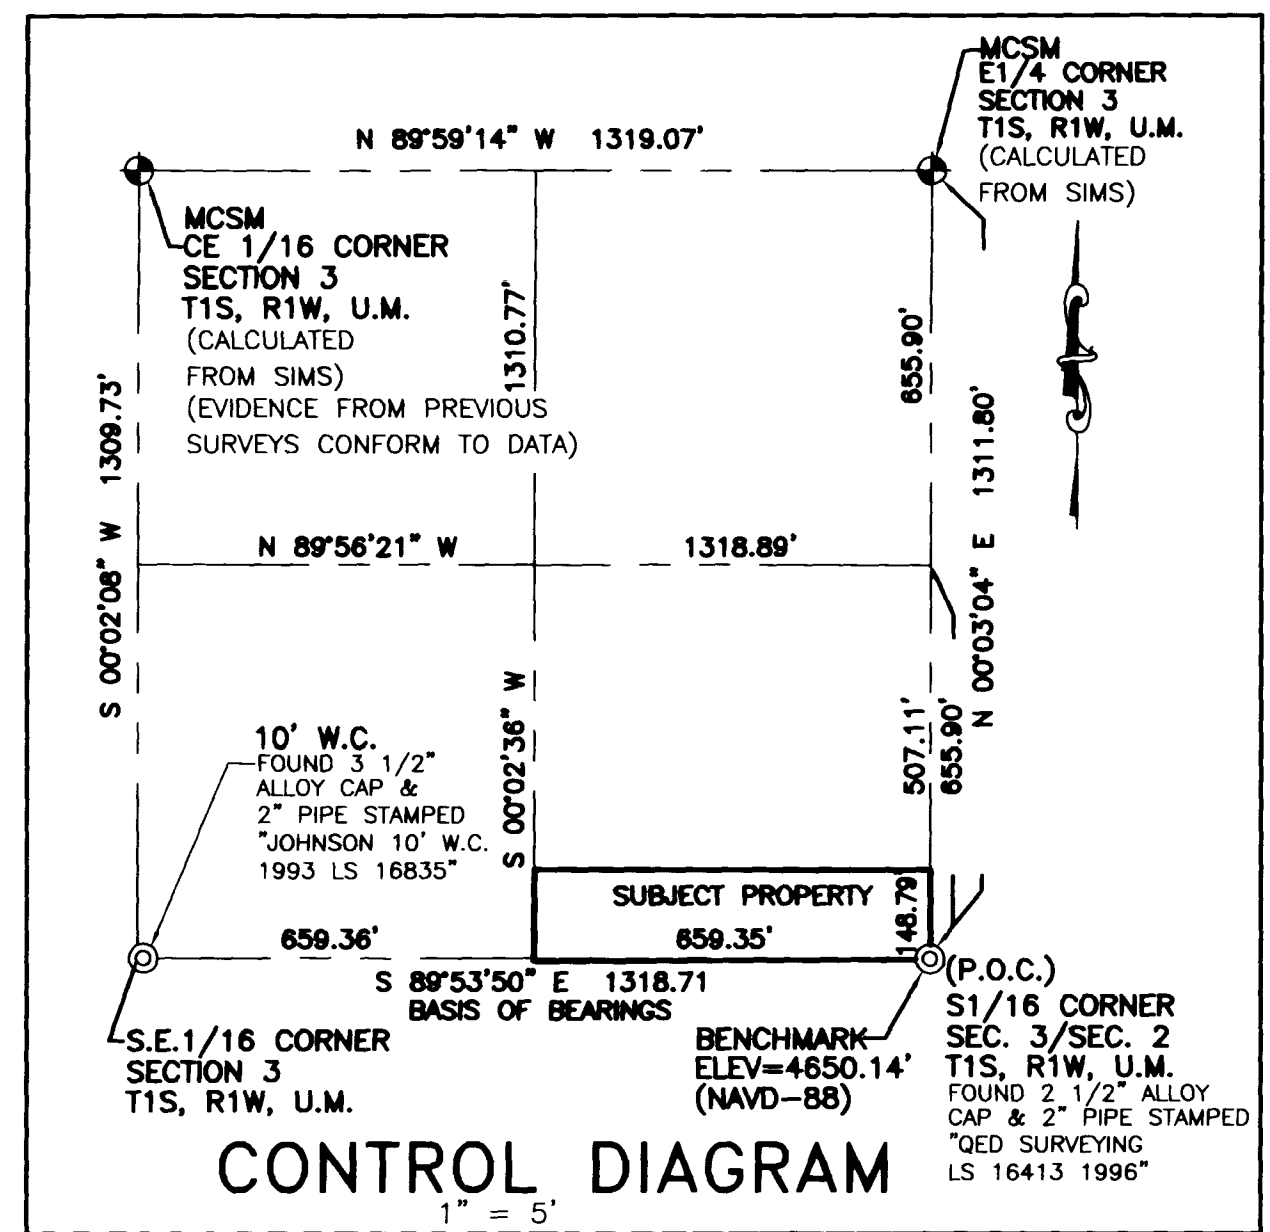 MCSM
E1/4 CORNER
SECTION 3
T1S, R1W, U.M.
(CALCULATED
FROM SIMS)
N 89°59'14" W 1319.07'
MCSM
CE 1/16 CORNER
SECTION 3
T1S, R1W, U.M.
(CALCULATED
FROM SIMS)
(EVIDENCE FROM PREVIOUS
SURVEYS CONFORM TO DATA)
S 00°02'08" W 1309.73'
1310.77'
S 00°02'36" W
655.90'
N 00°03'04" E 1311.80'
N 89°56'21" W 1318.89'
507.11'
655.90'
10' W.C.
FOUND 3 1/2"
ALLOY CAP &
2" PIPE STAMPED
"JOHNSON 10' W.C.
1993 LS 16835"
SUBJECT PROPERTY
148.79'
659.36'
659.35'
S 89°53'50" E 1318.71
BASIS OF BEARINGS
S.E.1/16 CORNER
SECTION 3
T1S, R1W, U.M.
BENCHMARK
ELEV=4650.14'
(NAVD-88)
(P.O.C.)
S1/16 CORNER
SEC. 3/SEC. 2
T1S, R1W, U.M.
FOUND 2 1/2" ALLOY
CAP & 2" PIPE STAMPED
"QED SURVEYING
LS 16413 1996"
CONTROL DIAGRAM
1" = 5'